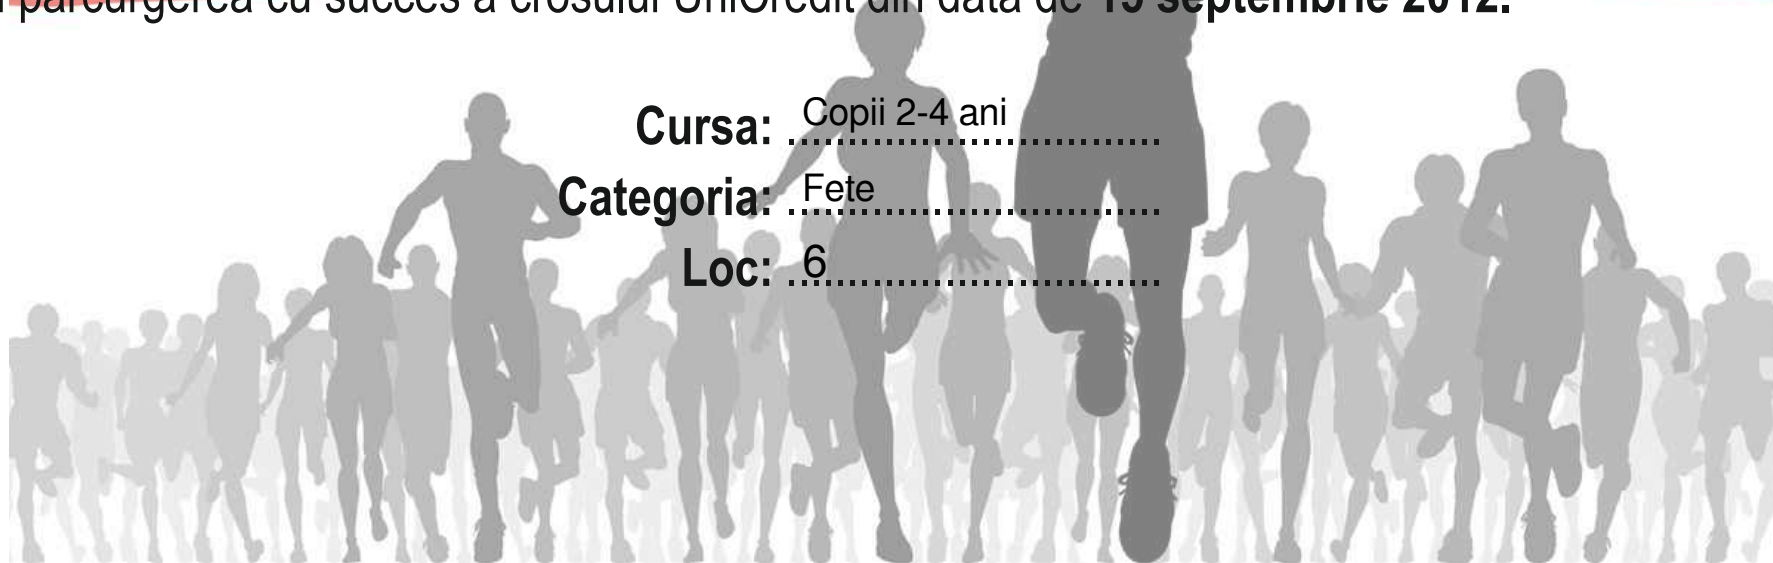 parcurgerea cu succes a crosului UniCredit din data de septembrie 2012.
Cursa: Copii 2-4 ani
Categoria: Fete
Loc: 6